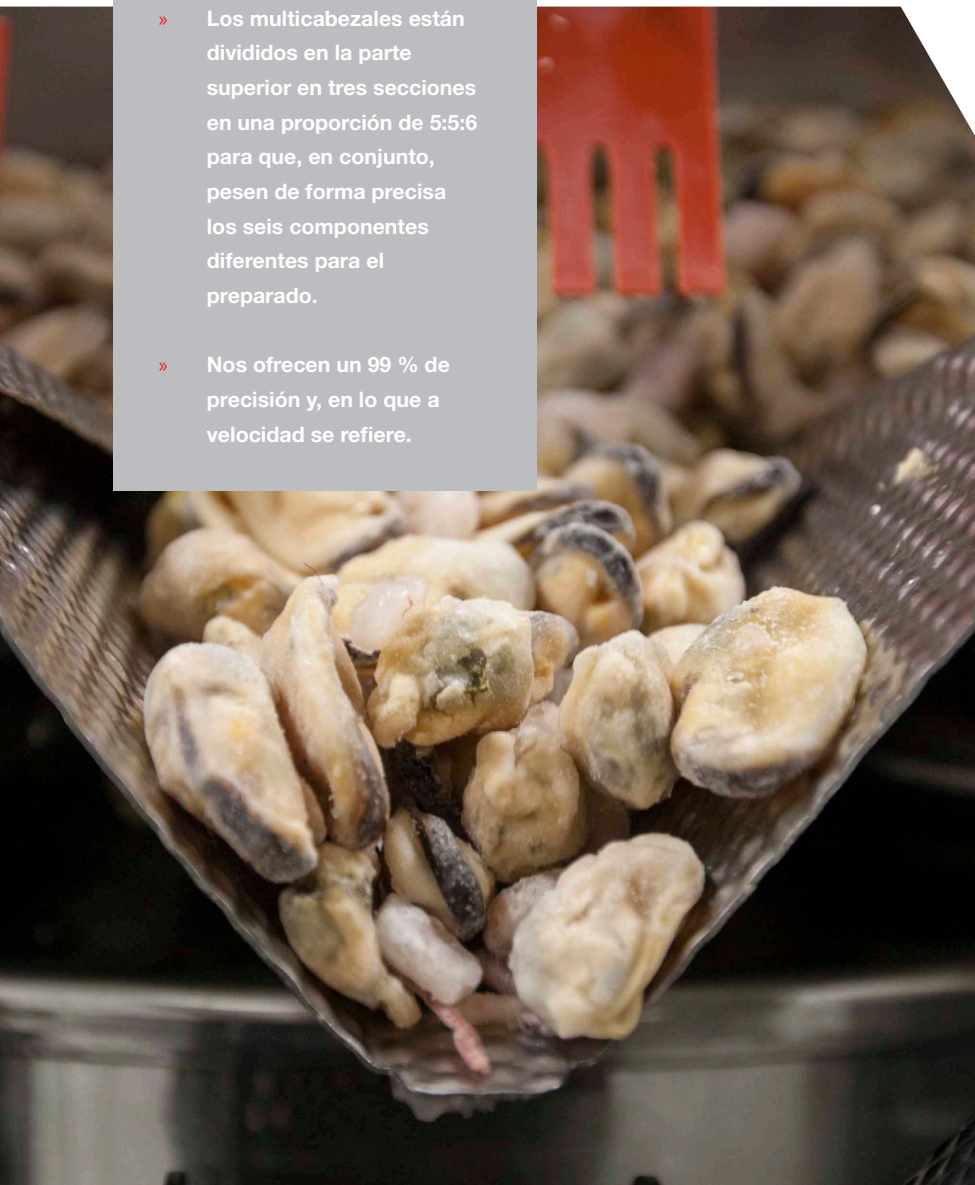 » Los multicabezales están
divididos en la parte
superior en tres secciones
en una proporción de 5:5:6
para que, en conjunto,
pesen de forma precisa
los seis componentes
diferentes para el
preparado.
» Nos ofrecen un 99 % de
precisión y, en lo que a
velocidad se refiere.